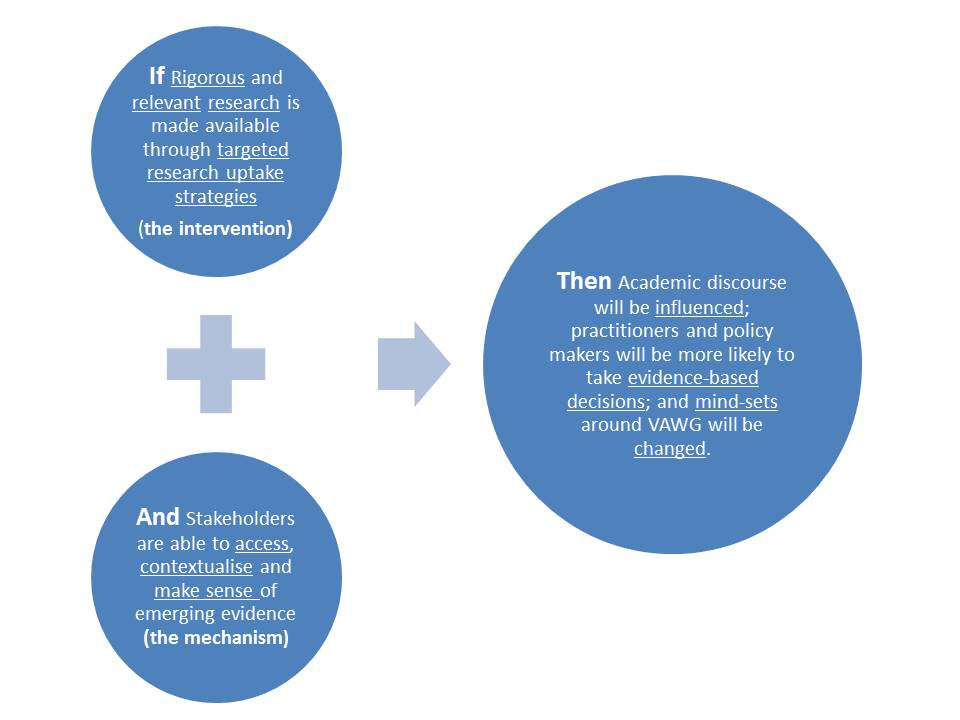 If Rigorous and
relevant research is
made available
through targeted
research uptake
strategies
(the intervention)
And Stakeholders
are able to access,
contextualise and
make sense of
emerging evidence
(the mechanism)
Then Academic discourse
will be influenced;
practitioners and policy
makers will be more likely to
take evidence-based
decisions; and mind-sets
around VAWG will be
changed.